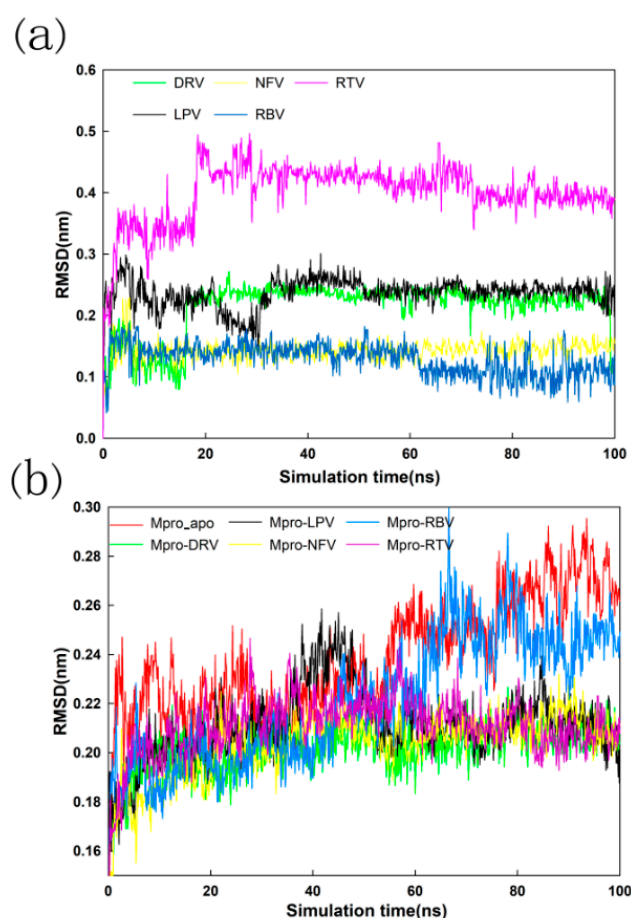 (a)
0.6
0.5
0.4
0.3
0.2
0.1
0.0
RMSD(nm)
DRV NFV RTV
LPV RBV
0 20 40 60 80 100
Simulation time(ns)
(b)
0.30
0.28
0.26
0.24
0.22
0.20
0.18
0.16
RMSD(nm)
Mpro_apo Mpro-LPV Mpro-RBV
Mpro-DRV Mpro-NFV Mpro-RTV
0 20 40 60 80 100
Simulation time(ns)